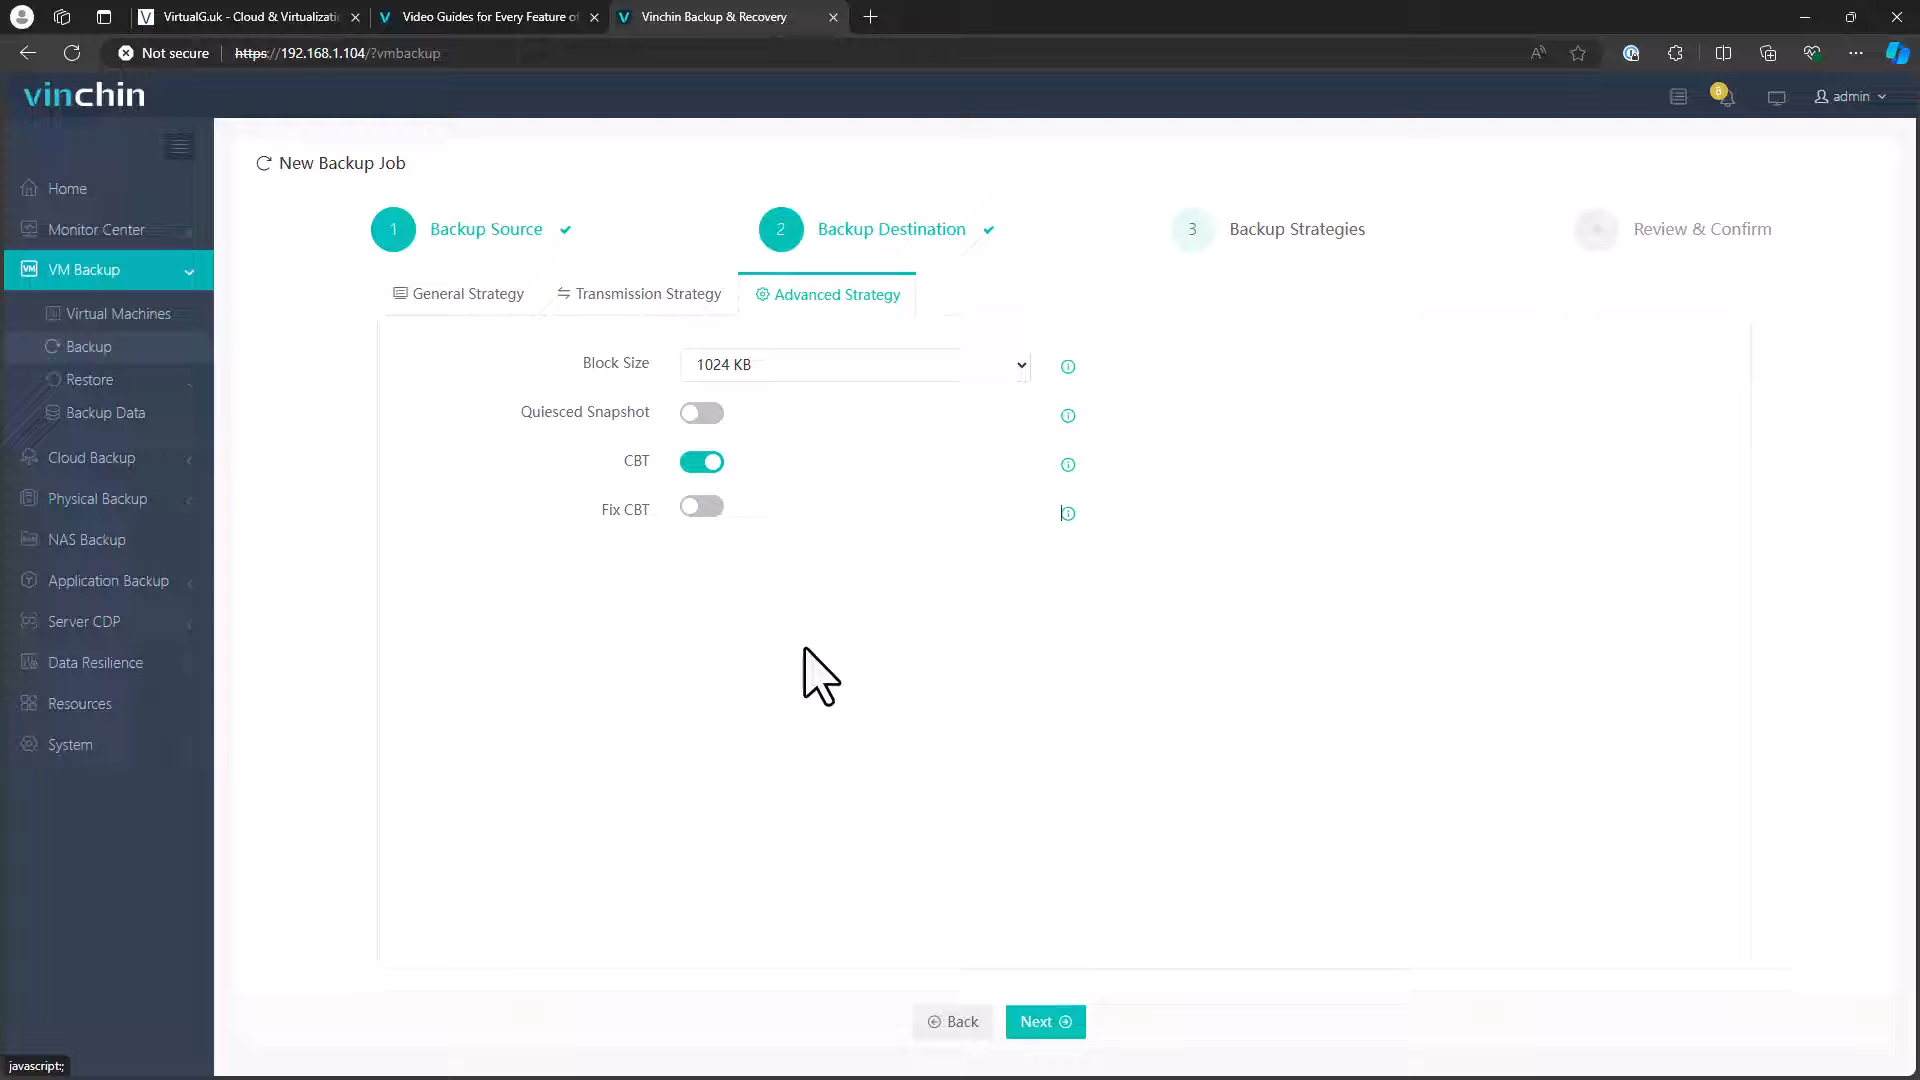 VirtualG.uk - Cloud & Virtualizati
Video Guides for Every Feature of
Vinchin Backup & Recovery
Not secure
https://192.168.1.104/?vmbackup
vinchin
8
admin
New Backup Job
Home
Monitor Center
VM Backup
Virtual Machines
Backup
Restore
Backup Data
Cloud Backup
Physical Backup
NAS Backup
Application Backup
Server CDP
Data Resilience
Resources
System
1 Backup Source
2 Backup Destination
3 Backup Strategies
Review & Confirm
General Strategy
Transmission Strategy
Advanced Strategy
Block Size
1024 KB
Quiesced Snapshot
CBT
Fix CBT
Back
Next
javascript:;